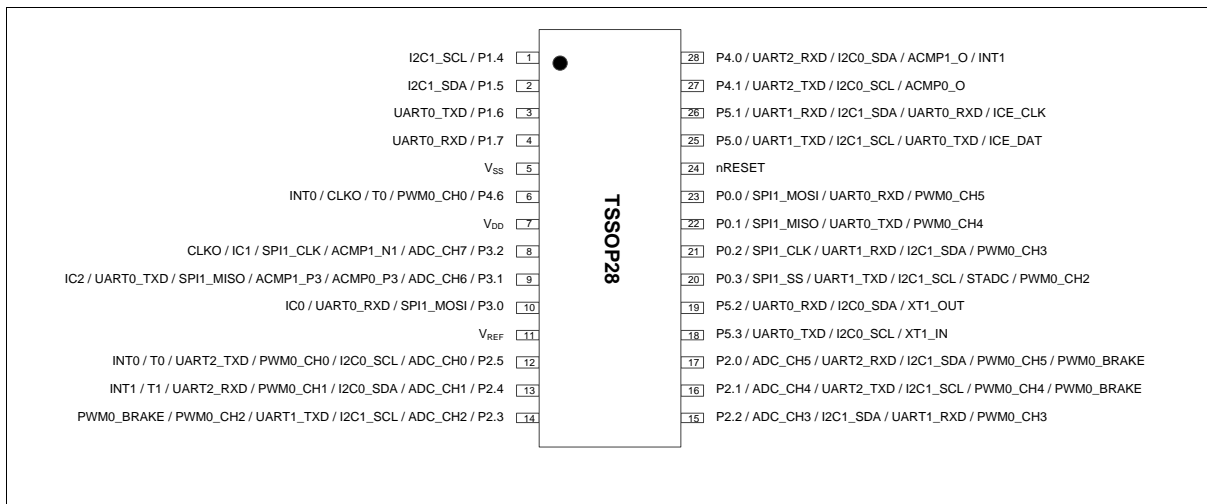 I2C1_SCL / P1.4 1
I2C1_SDA / P1.5 2
UART0_TXD / P1.6 3
UART0_RXD / P1.7 4
VSS 5
INT0 / CLKO / T0 / PWM0_CH0 / P4.6 6
VDD 7
CLKO / IC1 / SPI1_CLK / ACMP1_N1 / ADC_CH7 / P3.2 8
IC2 / UART0_TXD / SPI1_MISO / ACMP1_P3 / ACMP0_P3 / ADC_CH6 / P3.1 9
IC0 / UART0_RXD / SPI1_MOSI / P3.0 10
VREF 11
INT0 / T0 / UART2_TXD / PWM0_CH0 / I2C0_SCL / ADC_CH0 / P2.5 12
INT1 / T1 / UART2_RXD / PWM0_CH1 / I2C0_SDA / ADC_CH1 / P2.4 13
PWM0_BRAKE / PWM0_CH2 / UART1_TXD / I2C1_SCL / ADC_CH2 / P2.3 14
TSSOP28
28 P4.0 / UART2_RXD / I2C0_SDA / ACMP1_O / INT1
27 P4.1 / UART2_TXD / I2C0_SCL / ACMP0_O
26 P5.1 / UART1_RXD / I2C1_SDA / UART0_RXD / ICE_CLK
25 P5.0 / UART1_TXD / I2C1_SCL / UART0_TXD / ICE_DAT
24 nRESET
23 P0.0 / SPI1_MOSI / UART0_RXD / PWM0_CH5
22 P0.1 / SPI1_MISO / UART0_TXD / PWM0_CH4
21 P0.2 / SPI1_CLK / UART1_RXD / I2C1_SDA / PWM0_CH3
20 P0.3 / SPI1_SS / UART1_TXD / I2C1_SCL / STADC / PWM0_CH2
19 P5.2 / UART0_RXD / I2C0_SDA / XT1_OUT
18 P5.3 / UART0_TXD / I2C0_SCL / XT1_IN
17 P2.0 / ADC_CH5 / UART2_RXD / I2C1_SDA / PWM0_CH5 / PWM0_BRAKE
16 P2.1 / ADC_CH4 / UART2_TXD / I2C1_SCL / PWM0_CH4 / PWM0_BRAKE
15 P2.2 / ADC_CH3 / I2C1_SDA / UART1_RXD / PWM0_CH3